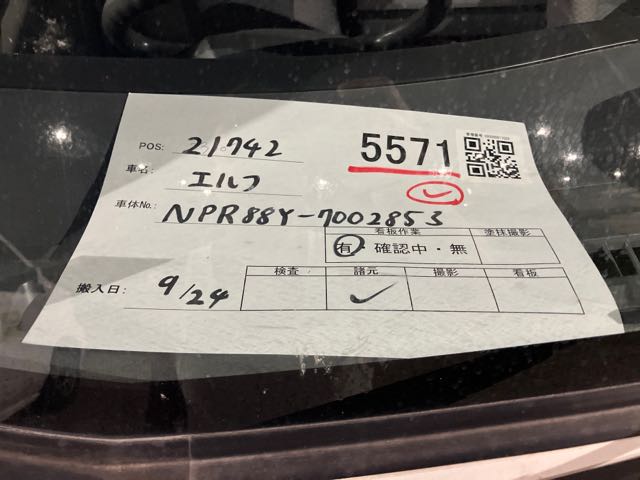 POS: 21742
5571
車名: エルフ
車体No.: NPR88Y-7002853
看板作業 塗抹撮影
有・確認中・無
検査 諸元 撮影 看板
搬入日: 9/24
✓